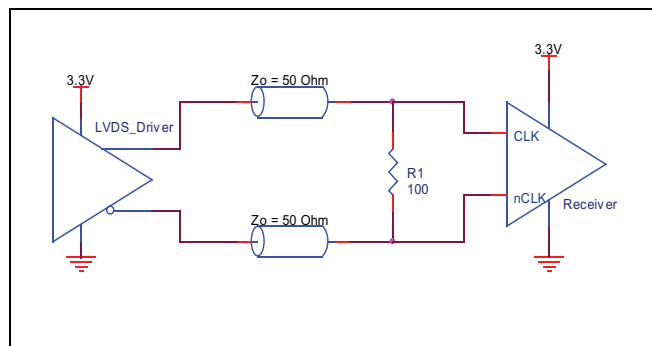 3.3V
LVDS_Driver
Zo = 50 Ohm
Zo = 50 Ohm
R1
100
3.3V
CLK
nCLK
Receiver